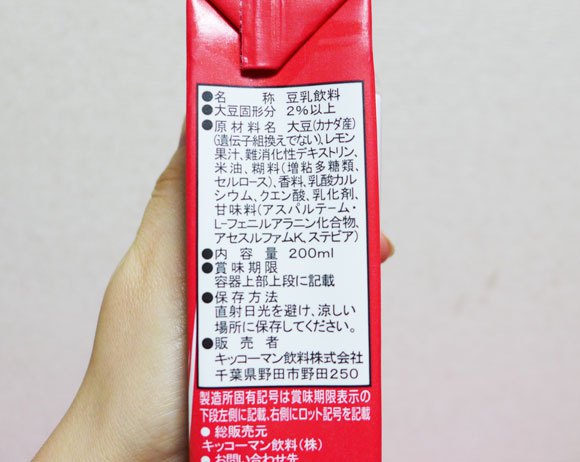 ●名　　称　豆乳飲料
●大豆固形分　2%以上
●原材料名　大豆(カナダ産)
(遺伝子組換えでない)、レモン
果汁、難消化性デキストリン、
米油、糊料(増粘多糖類、
セルロース)、香料、乳酸カル
シウム、クエン酸、乳化剤、
甘味料(アスパルテーム・
L-フェニルアラニン化合物、
アセスルファムK、ステビア)
●内 容 量　200ml
●賞味期限
容器上部上段に記載
●保存方法
直射日光を避け、涼しい
場所に保存してください。
●販 売 者
キッコーマン飲料株式会社
千葉県野田市野田250
製造所固有記号は賞味期限表示の
下段左側に記載、右側にロット記号を記載
● 総販売元
キッコーマン飲料(株)
● お問い合わせ先